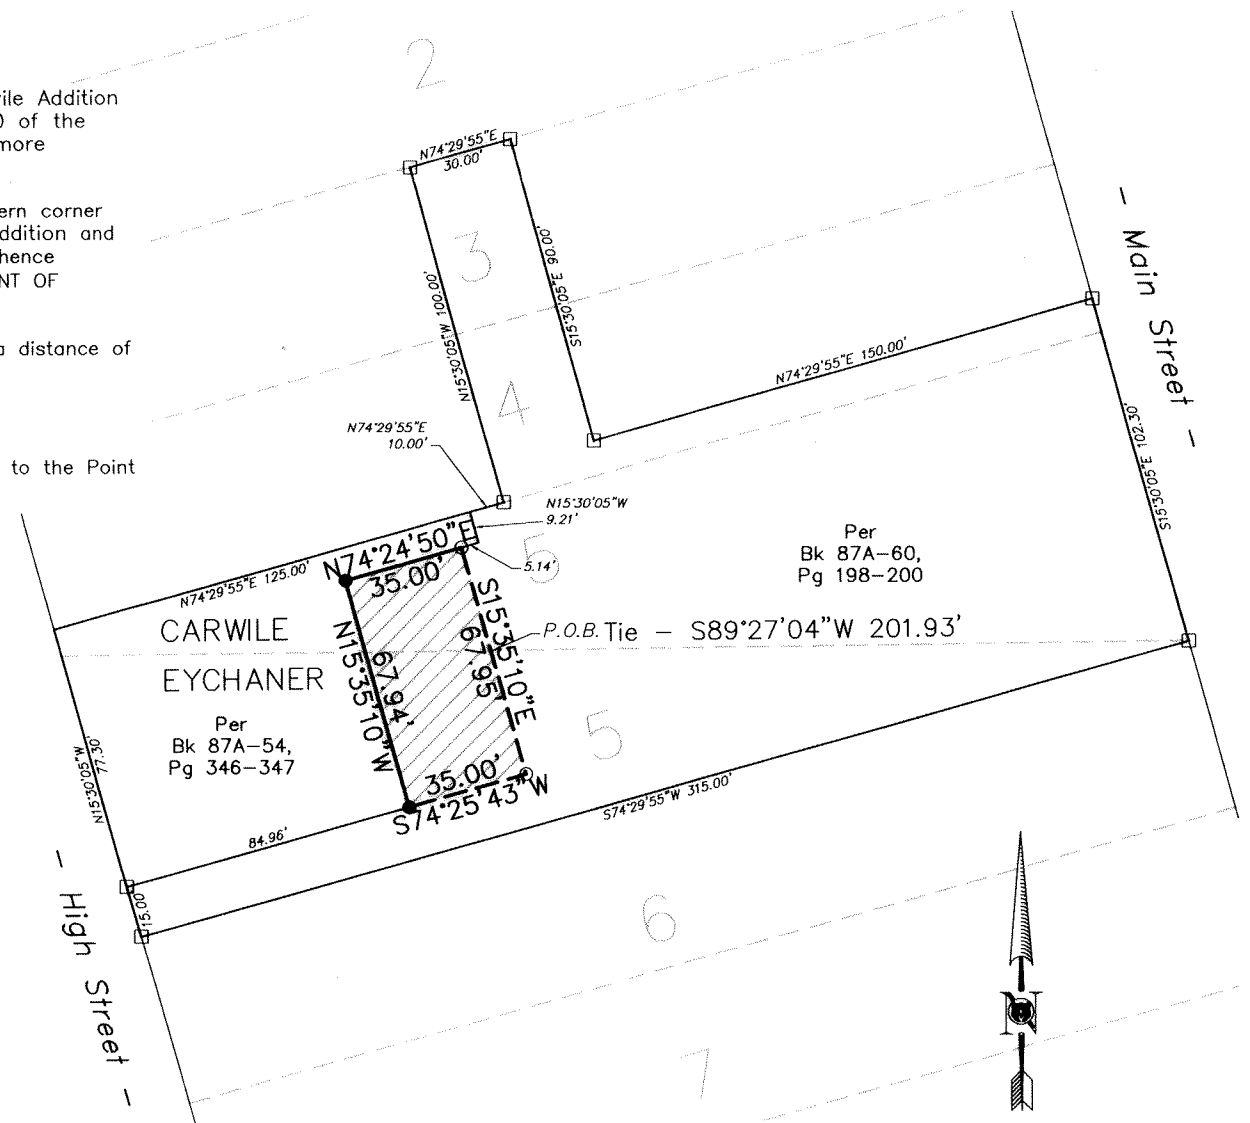 ile Addition
) of the
more
ern corner
ddition and
hence
NT OF
a distance of
to the Point
2
N74°29'55"E
30.00'
3
N15°30'05"W 100.00'
S15°30'05"E 90.00'
- Main Street -
N74°29'55"E 150.00'
4
N74°29'55"E
10.00'
S15°30'05"E 102.30'
N15°30'05"W
9.21'
5.14'
5
Per
Bk 87A-60,
Pg 198-200
N74°24'50"E
35.00'
N74°29'55"E 125.00'
CARWILE
EYCHANER
Per
Bk 87A-54,
Pg 346-347
N15°35'10"W
67.94'
S15°35'10"E
67.95'
P.O.B. Tie - S89°27'04"W 201.93'
5
N15°30'05"W
77.30'
35.00'
S74°25'43"W
84.96'
S74°29'55"W 315.00'
15.00'
- High Street -
6
7
N